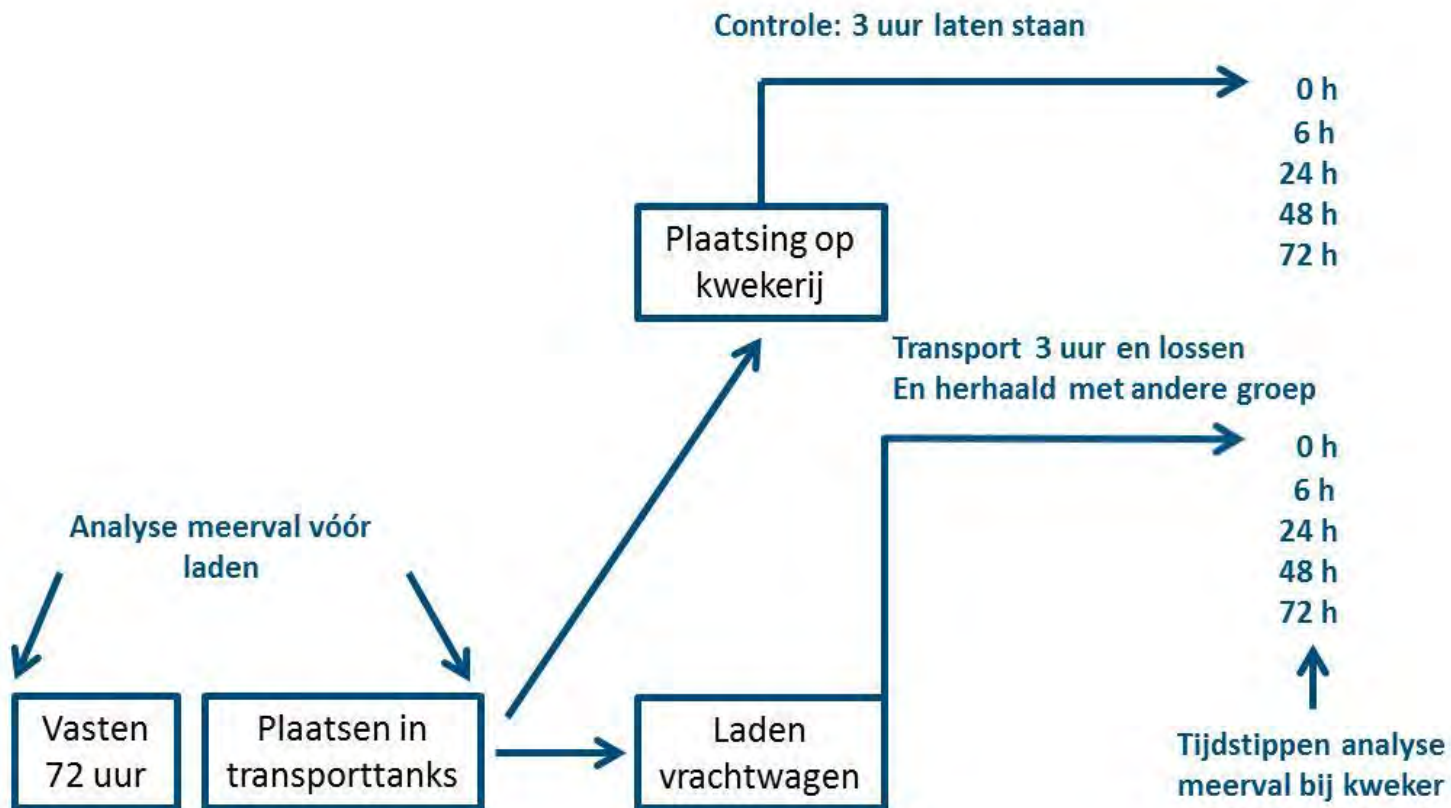 Controle: 3 uur laten staan
0 h
6 h
24 h
48 h
72 h
Plaatsing op
kwekerij
Transport 3 uur en lossen
En herhaald met andere groep
0 h
6 h
24 h
48 h
72 h
Analyse meerval vóór
laden
Vasten
72 uur
Plaatsen in
transporttanks
Laden
vrachtwagen
Tijdstippen analyse
meerval bij kweker